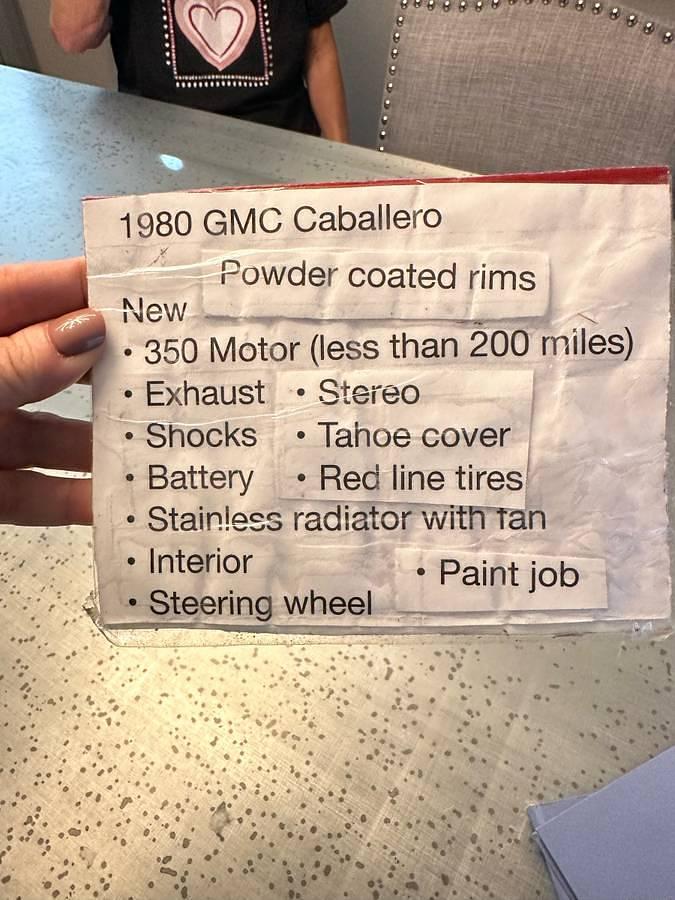 1980 GMC Caballero
Powder coated rims
New
• 350 Motor (less than 200 miles)
• Exhaust • Stereo
• Shocks • Tahoe cover
• Battery • Red line tires
• Stainless radiator with fan
• Interior • Paint job
• Steering wheel